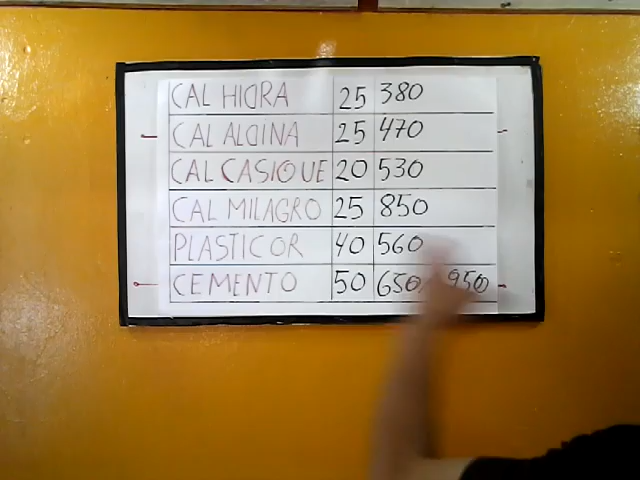 CAL HIDRA 25 380
CAL ALDINA 25 470
CAL CASIQUE 20 530
CAL MILAGRO 25 850
PLASTICOR 40 560
CEMENTO 50 650 950